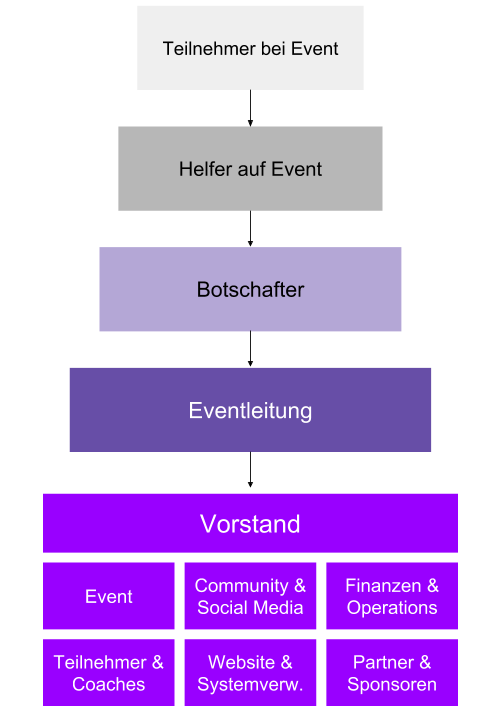 Teilnehmer bei Event
Helfer auf Event
Botschafter
Eventleitung
Vorstand
Event
Community &
Social Media
Finanzen &
Operations
Teilnehmer &
Coaches
Website &
Systemverw.
Partner &
Sponsoren